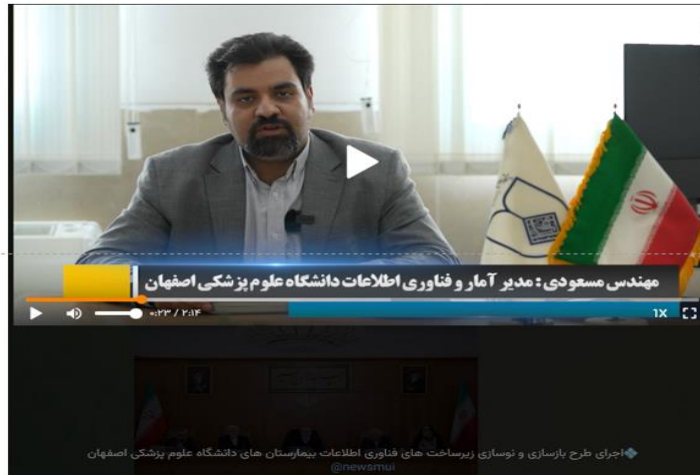 مهندس مسعودی : مدیر آمار و فناوری اطلاعات دانشگاه علوم پزشکی اصفهان
۰:۲۳ / ۲:۱۴
1X
اجرای طرح بازسازی و نوسازی زیرساخت های فناوری اطلاعات بیمارستان های دانشگاه علوم پزشکی اصفهان
@newsmui